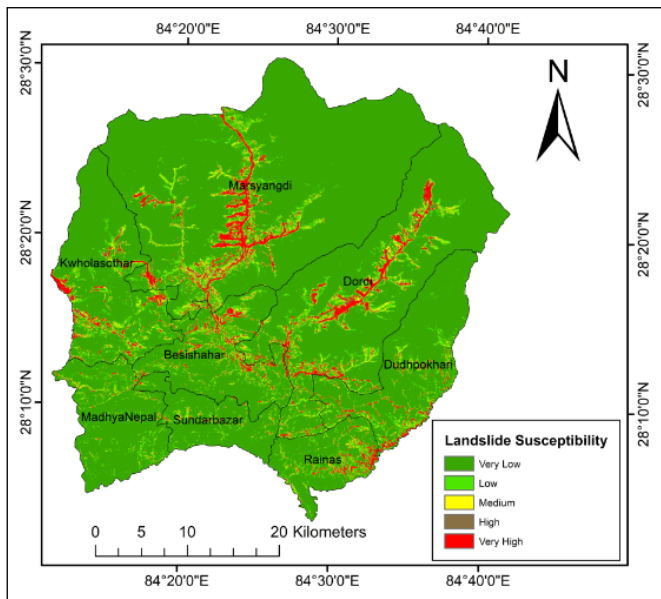 84°20'0"E 84°30'0"E 84°40'0"E
28°30'0"N 28°30'0"N
N
Marsyangdi
28°20'0"N 28°20'0"N
Kwholasothar
Dordi
Besishahar
Dudhpokhari
28°10'0"N 28°10'0"N
MadhyaNepal Sundarbazar
Rainas
Landslide Susceptibility
Very Low
Low
Medium
High
Very High
0 5 10 20 Kilometers
84°20'0"E 84°30'0"E 84°40'0"E